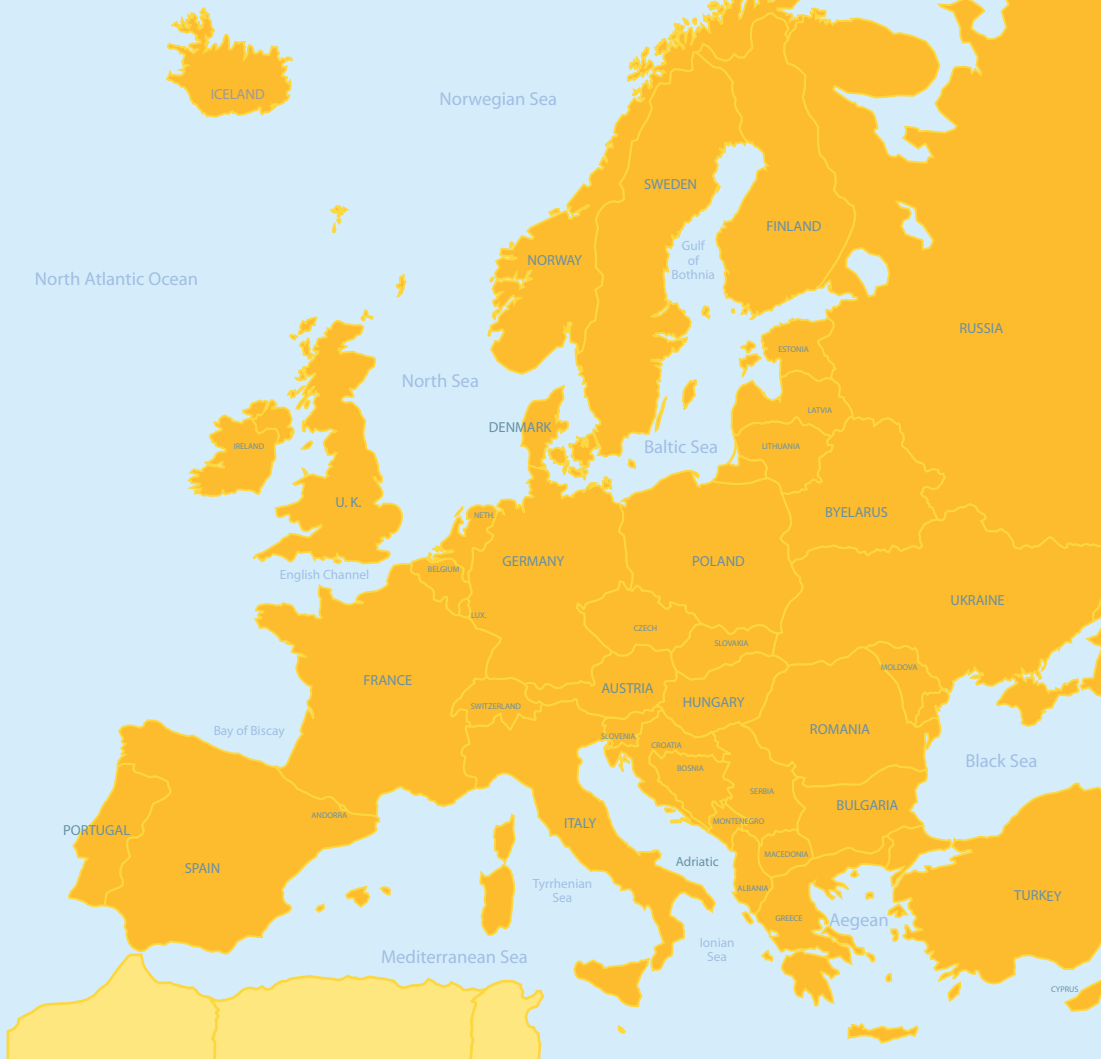 ICELAND
Norwegian Sea
SWEDEN
FINLAND
Gulf
of
Bothnia
NORWAY
North Atlantic Ocean
RUSSIA
ESTONIA
North Sea
LATVIA
DENMARK
IRELAND
Baltic Sea
LITHUANIA
U. K.
NETH.
BYELARUS
English Channel
BELGIUM
GERMANY
POLAND
UKRAINE
LUX.
CZECH
SLOVAKIA
MOLDOVA
FRANCE
AUSTRIA
HUNGARY
SWITZERLAND
Bay of Biscay
SLOVENIA
CROATIA
ROMANIA
BOSNIA
Black Sea
SERBIA
ANDORRA
BULGARIA
PORTUGAL
ITALY
MONTENEGRO
SPAIN
Adriatic
MACEDONIA
Tyrrhenian
Sea
ALBANIA
TURKEY
GREECE
Aegean
Mediterranean Sea
Ionian
Sea
CYPRUS